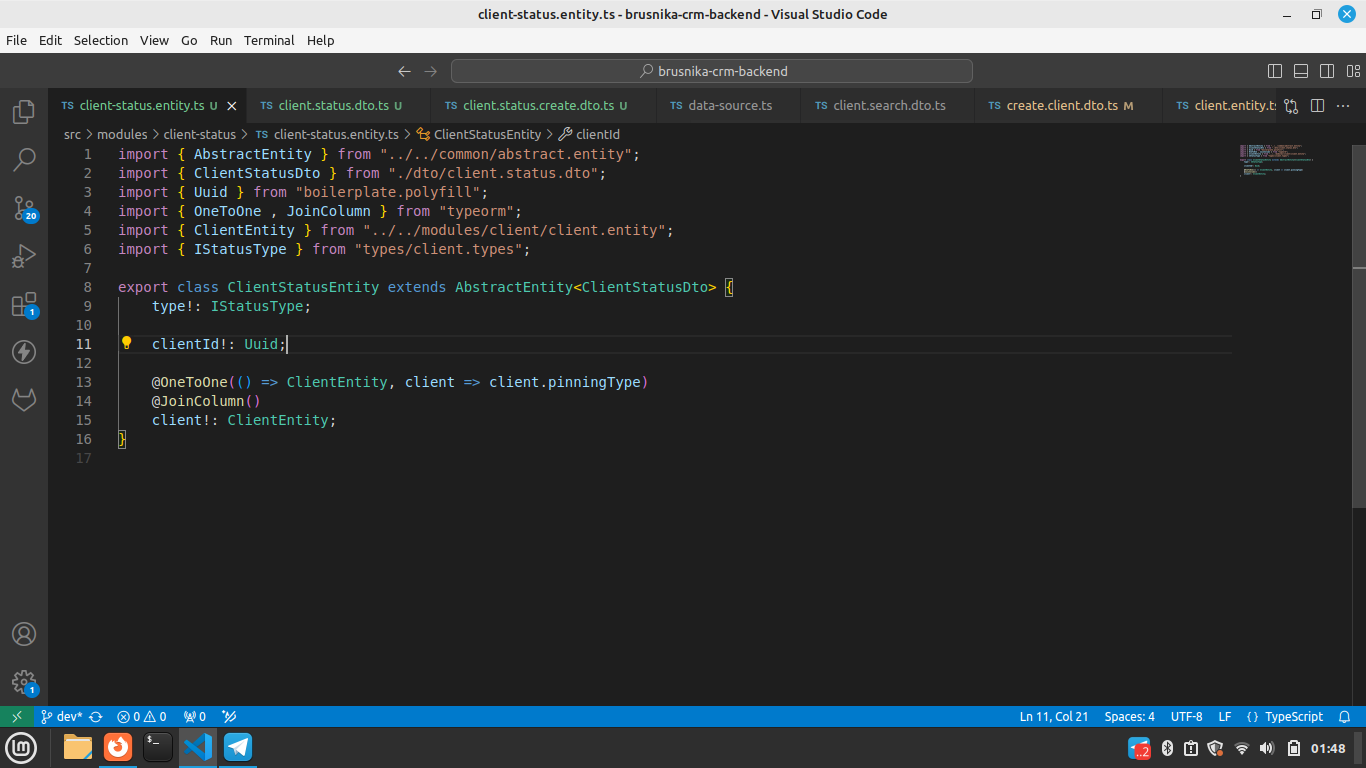 client-status.entity.ts - brusnika-crm-backend - Visual Studio Code
File Edit Selection View Go Run Terminal Help
brusnika-crm-backend
TS client-status.entity.ts U TS client.status.dto.ts U TS client.status.create.dto.ts U TS data-source.ts TS client.search.dto.ts TS create.client.dto.ts M TS client.entity.ts
src > modules > client-status > TS client-status.entity.ts > ClientStatusEntity > clientId
1 import { AbstractEntity } from "../../common/abstract.entity";
2 import { ClientStatusDto } from "./dto/client.status.dto";
3 import { Uuid } from "boilerplate.polyfill";
4 import { OneToOne , JoinColumn } from "typeorm";
5 import { ClientEntity } from "../../modules/client/client.entity";
6 import { IStatusType } from "types/client.types";
7
8 export class ClientStatusEntity extends AbstractEntity<ClientStatusDto> {
9 type!: IStatusType;
10
11 clientId!: Uuid;
12
13 @OneToOne(() => ClientEntity, client => client.pinningType)
14 @JoinColumn()
15 client!: ClientEntity;
16 }
17
20
1
1
dev* 0 0 0 Ln 11, Col 21 Spaces: 4 UTF-8 LF {} TypeScript
..2 01:48